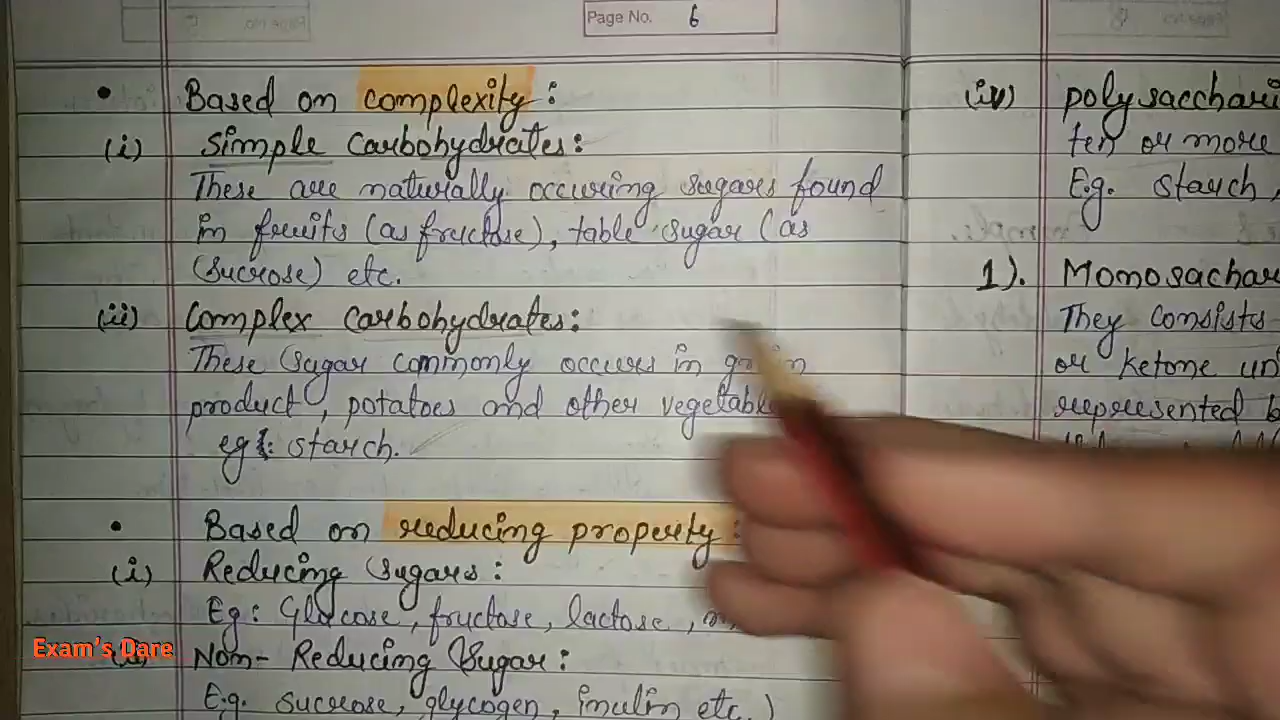 Page No. 6
• Based on complexity:
(i) Simple Carbohydrates:
These are naturally occuring sugars found
in fruits (as fructose), table sugar (as
sucrose) etc.
(ii) Complex Carbohydrates:
These Sugar commonly occurs in grain
product, potatoes and other vegetable
eg: starch.
• Based on reducing property:
(i) Reducing Sugars:
Eg: Glucose, fructose, lactose,
Non-Reducing Sugar:
E.g. sucrose, glycogen, inulin etc.)
(iv) polysacchari
ten or more
E.g. starch,
1). Monosachar
They consists
or ketone un
represented b
Exam's Dare